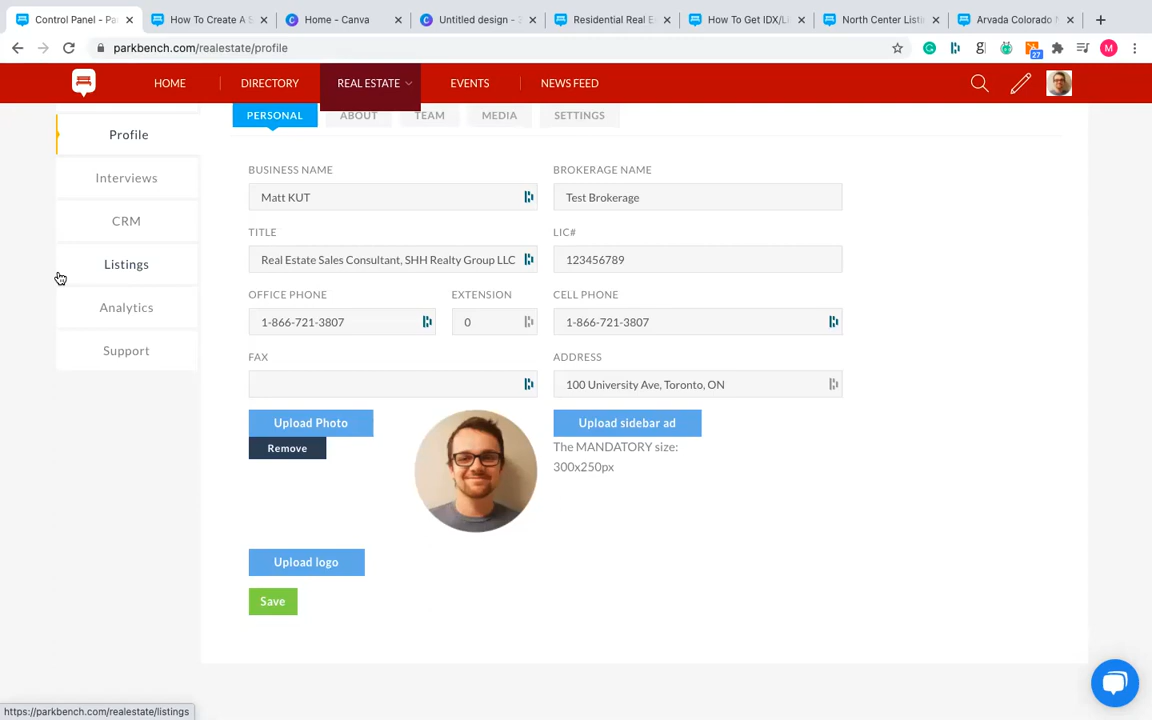 Control Panel - Pa
How To Create A S
Home - Canva
Untitled design - 3
Residential Real Es
How To Get IDX/Li
North Center Listi
Arvada Colorado N
parkbench.com/realestate/profile
27
M
HOME
DIRECTORY
REAL ESTATE
EVENTS
NEWS FEED
Profile
Interviews
CRM
Listings
Analytics
Support
PERSONAL
ABOUT
TEAM
MEDIA
SETTINGS
BUSINESS NAME
BROKERAGE NAME
Matt KUT
Test Brokerage
TITLE
LIC#
Real Estate Sales Consultant, SHH Realty Group LLC
123456789
OFFICE PHONE
EXTENSION
CELL PHONE
1-866-721-3807
0
1-866-721-3807
FAX
ADDRESS
100 University Ave, Toronto, ON
Upload Photo
Upload sidebar ad
Remove
The MANDATORY size:
300x250px
Upload logo
Save
https://parkbench.com/realestate/listings